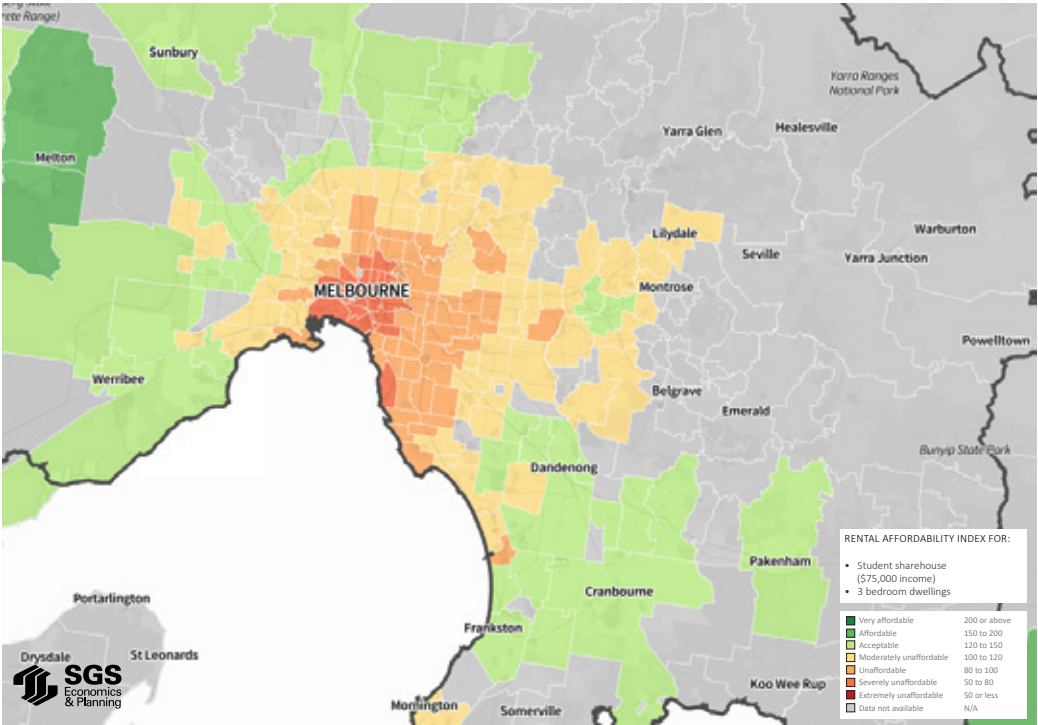 rete Range)
Sunbury
Yarra Ranges
National Park
Yarra Glen
Healesville
Melton
Lilydale
Warburton
Seville
Yarra Junction
MELBOURNE
Montrose
Powelltown
Werribee
Belgrave
Emerald
Bunyip State Park
Dandenong
RENTAL AFFORDABILITY INDEX FOR:
• Student sharehouse
($75,000 income)
• 3 bedroom dwellings
Pakenham
Cranbourne
Portarlington
Frankston
Drysdale
St Leonards
SGS
Economics
& Planning
Mornington
Somerville
Koo Wee Rup
Very affordable 200 or above
Affordable 150 to 200
Acceptable 120 to 150
Moderately unaffordable 100 to 120
Unaffordable 80 to 100
Severely unaffordable 50 to 80
Extremely unaffordable 50 or less
Data not available N/A